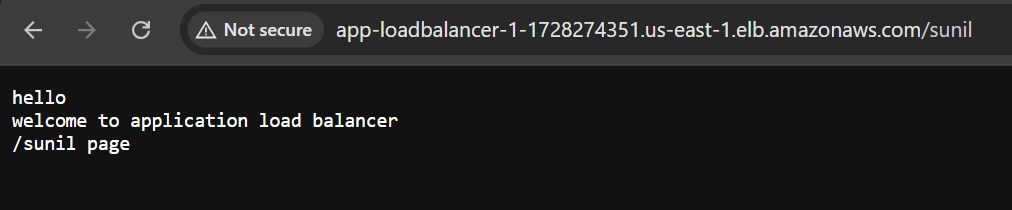 Not secure app-loadbalancer-1-1728274351.us-east-1.elb.amazonaws.com/sunil
hello
welcome to application load balancer
/sunil page